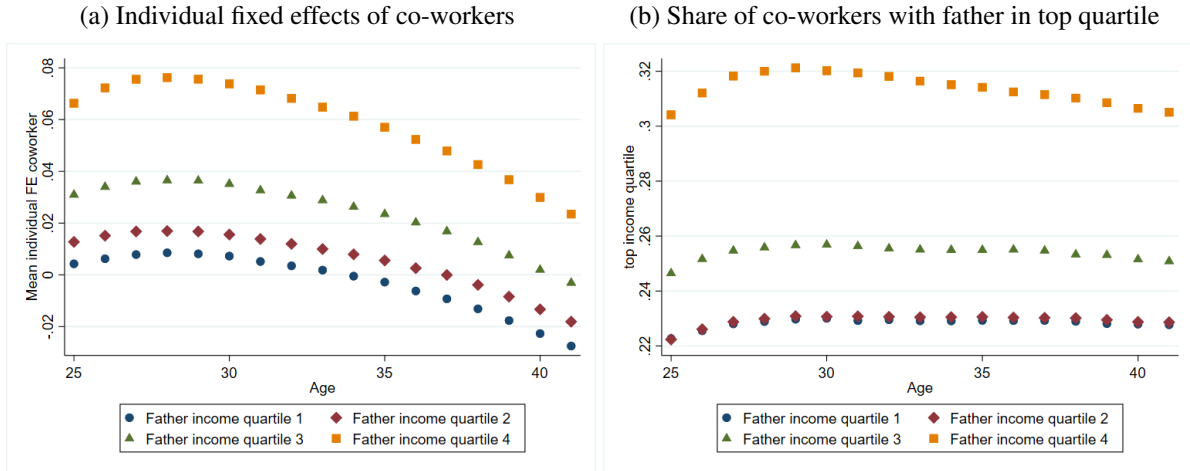 (a) Individual fixed effects of co-workers
Mean individual FE coworker
.08
.06
.04
.02
0
-.02
25
30
35
40
Age
Father income quartile 1
Father income quartile 2
Father income quartile 3
Father income quartile 4
(b) Share of co-workers with father in top quartile
top income quartile
.32
.3
.28
.26
.24
.22
25
30
35
40
Age
Father income quartile 1
Father income quartile 2
Father income quartile 3
Father income quartile 4